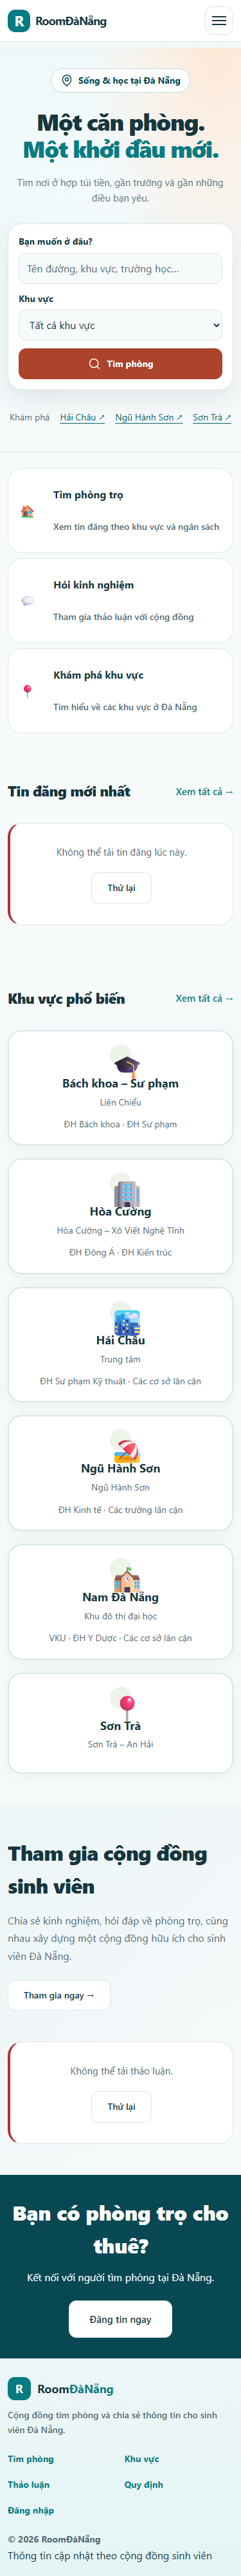 R RoomĐàNẵng
Sống & học tại Đà Nẵng
Một căn phòng.
Một khởi đầu mới.
Tìm nơi ở hợp túi tiền, gần trường và gần những
điều bạn yêu.
Bạn muốn ở đâu?
Tên đường, khu vực, trường học...
Khu vực
Tất cả khu vực
Tìm phòng
Khám phá Hải Châu ↗ Ngũ Hành Sơn ↗ Sơn Trà ↗
Tìm phòng trọ
Xem tin đăng theo khu vực và ngân sách
Hỏi kinh nghiệm
Tham gia thảo luận với cộng đồng
Khám phá khu vực
Tìm hiểu về các khu vực ở Đà Nẵng
Tin đăng mới nhất Xem tất cả →
Không thể tải tin đăng lúc này.
Thử lại
Khu vực phổ biến Xem tất cả →
Bách khoa – Sư phạm
Liên Chiểu
ĐH Bách khoa · ĐH Sư phạm
Hòa Cường
Hòa Cường – Xô Viết Nghệ Tĩnh
ĐH Đông Á · ĐH Kiến trúc
Hải Châu
Trung tâm
ĐH Sư phạm Kỹ thuật · Các cơ sở lân cận
Ngũ Hành Sơn
Ngũ Hành Sơn
ĐH Kinh tế · Các trường lân cận
Nam Đà Nẵng
Khu đô thị đại học
VKU · ĐH Y Dược · Các cơ sở lân cận
Sơn Trà
Sơn Trà – An Hải
Tham gia cộng đồng
sinh viên
Chia sẻ kinh nghiệm, hỏi đáp về phòng trọ, cùng
nhau xây dựng một cộng đồng hữu ích cho sinh
viên Đà Nẵng.
Tham gia ngay →
Không thể tải thảo luận.
Thử lại
Bạn có phòng trọ cho
thuê?
Kết nối với người tìm phòng tại Đà Nẵng.
Đăng tin ngay
R RoomĐàNẵng
Cộng đồng tìm phòng và chia sẻ thông tin cho sinh
viên Đà Nẵng.
Tìm phòng Khu vực
Thảo luận Quy định
Đăng nhập
© 2026 RoomĐàNẵng
Thông tin cập nhật theo cộng đồng sinh viên